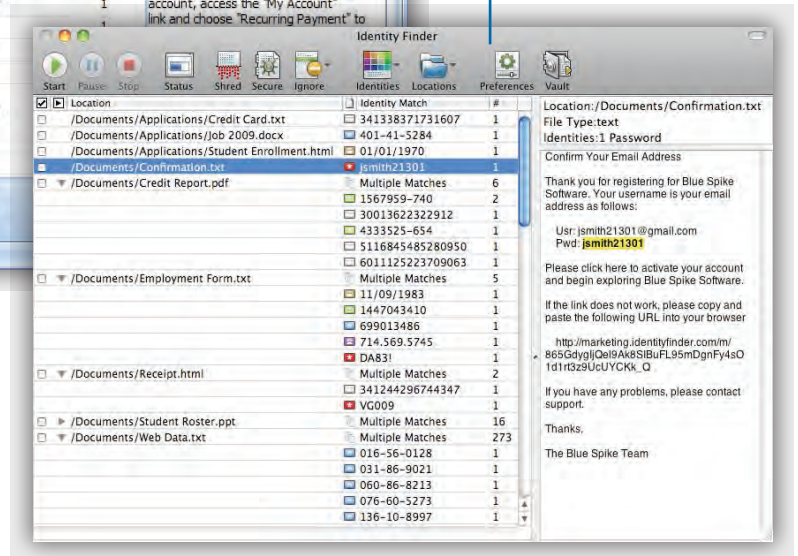 1 account, access the "My Account"
1 link and choose "Recurring Payment" to
Identity Finder
Start Pause Stop Status Shred Secure Ignore Identities Locations Preferences Vault
Location Identity Match #
/Documents/Applications/Credit Card.txt 341338371731607 1
/Documents/Applications/Job 2009.docx 401-41-5284 1
/Documents/Applications/Student Enrollment.html 01/01/1970 1
/Documents/Confirmation.txt jsmith21301 1
/Documents/Credit Report.pdf Multiple Matches 6
1567959-740 2
30013622322912 1
4333525-654 1
5116845485280950 1
6011125223709063 1
/Documents/Employment Form.txt Multiple Matches 5
11/09/1983 1
1447043410 1
699013486 1
714.569.5745 1
DA83! 1
/Documents/Receipt.html Multiple Matches 2
341244296744347 1
VG009 1
/Documents/Student Roster.ppt Multiple Matches 16
/Documents/Web Data.txt Multiple Matches 273
016-56-0128 1
031-86-9021 1
060-86-8213 1
076-60-5273 1
136-10-8997 1
Location:/Documents/Confirmation.txt
File Type:text
Identities:1 Password
Confirm Your Email Address
Thank you for registering for Blue Spike
Software. Your username is your email
address as follows:
Usr: jsmith21301@gmail.com
Pwd: jsmith21301
Please click here to activate your account
and begin exploring Blue Spike Software.
If the link does not work, please copy and
paste the following URL into your browser
http://marketing.identityfinder.com/m/
865GdygIjQel9Ak8SIBuFL95mDgnFy4sO
1d1rt3z9UcUYCKk_Q
If you have any problems, please contact
support.
Thanks,
The Blue Spike Team